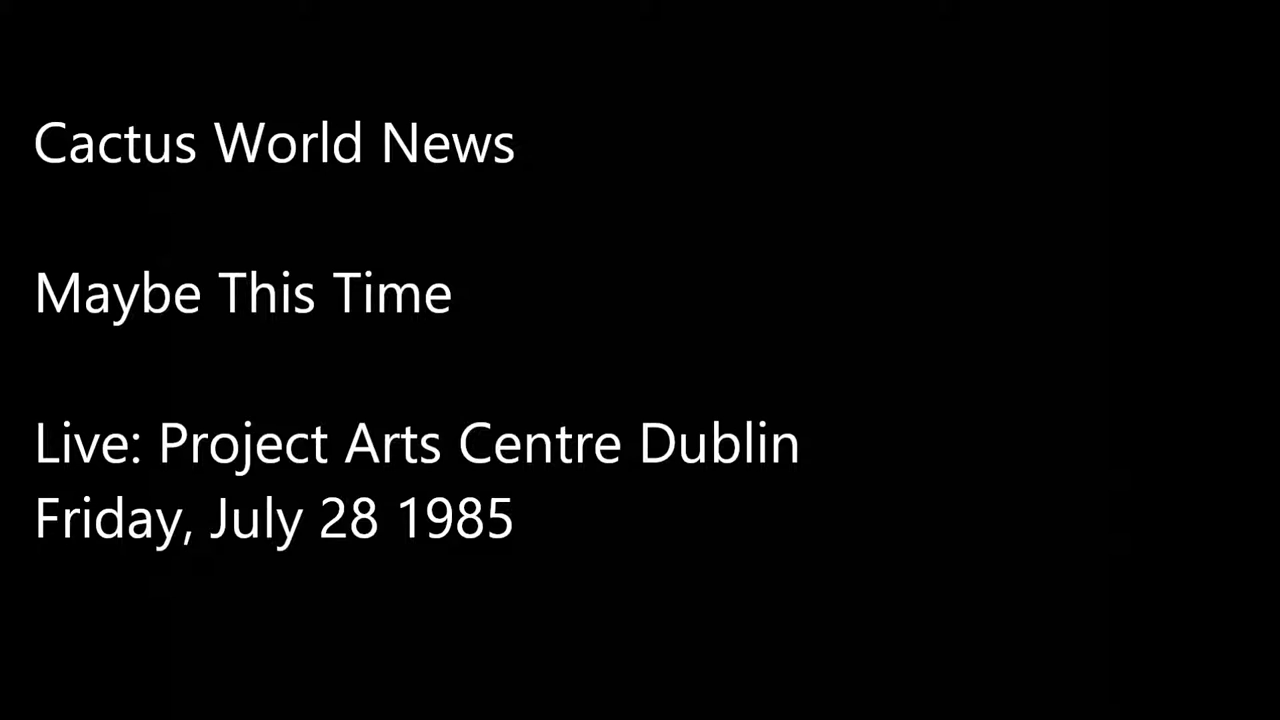 Cactus World News
Maybe This Time
Live: Project Arts Centre Dublin
Friday, July 28 1985